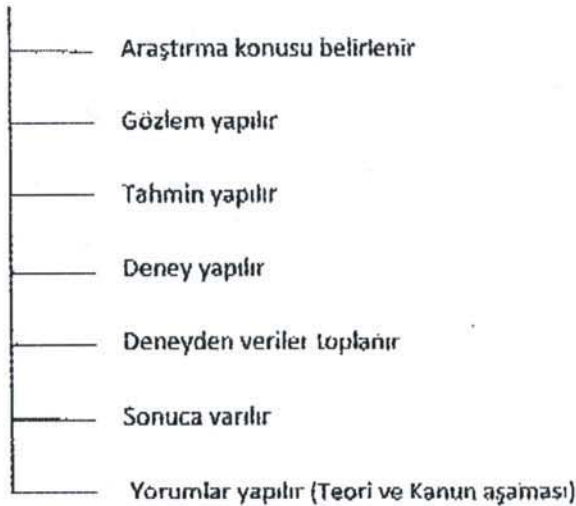 Araştırma konusu belirlenir
Gözlem yapılır
Tahmin yapılır
Deney yapılır
Deneyden veriler toplanır
Sonuca varılır
Yorumlar yapılır (Teori ve Kanun aşaması)